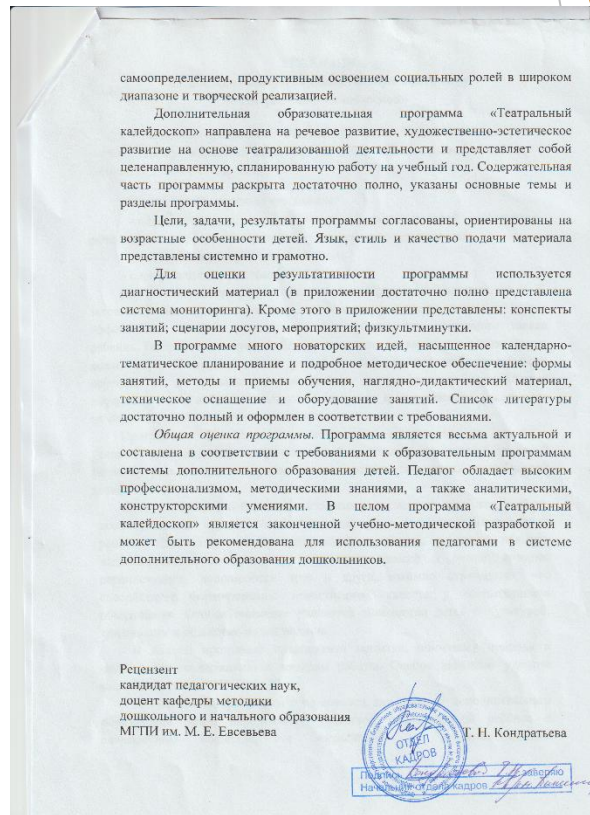 самоопределением, продуктивным освоением социальных ролей в широком
диапазоне и творческой реализацией.
Дополнительная образовательная программа «Театральный
калейдоскоп» направлена на речевое развитие, художественно-эстетическое
развитие на основе театрализованной деятельности и представляет собой
целенаправленную, спланированную работу на учебный год. Содержательная
часть программы раскрыта достаточно полно, указаны основные темы и
разделы программы.
Цели, задачи, результаты программы согласованы, ориентированы на
возрастные особенности детей. Язык, стиль и качество подачи материала
представлены системно и грамотно.
Для оценки результативности программы используется
диагностический материал (в приложении достаточно полно представлена
система мониторинга). Кроме этого в приложении представлены: конспекты
занятий; сценарии досугов, мероприятий; физкультминутки.
В программе много новаторских идей, насыщенное календарно-
тематическое планирование и подробное методическое обеспечение: формы
занятий, методы и приемы обучения, наглядно-дидактический материал,
техническое оснащение и оборудование занятий. Список литературы
достаточно полный и оформлен в соответствии с требованиями.
Общая оценка программы. Программа является весьма актуальной и
составлена в соответствии с требованиями к образовательным программам
системы дополнительного образования детей. Педагог обладает высоким
профессионализмом, методическими знаниями, а также аналитическими,
конструкторскими умениями. В целом программа «Театральный
калейдоскоп» является законченной учебно-методической разработкой и
может быть рекомендована для использования педагогами в системе
дополнительного образования дошкольников.
Рецензент
кандидат педагогических наук,
доцент кафедры методики
дошкольного и начального образования
МГПИ им. М. Е. Евсевьева
Т. Н. Кондратьева
ОТДЕЛ
КАДРОВ
Подпись заверяю
Начальник отдела кадров